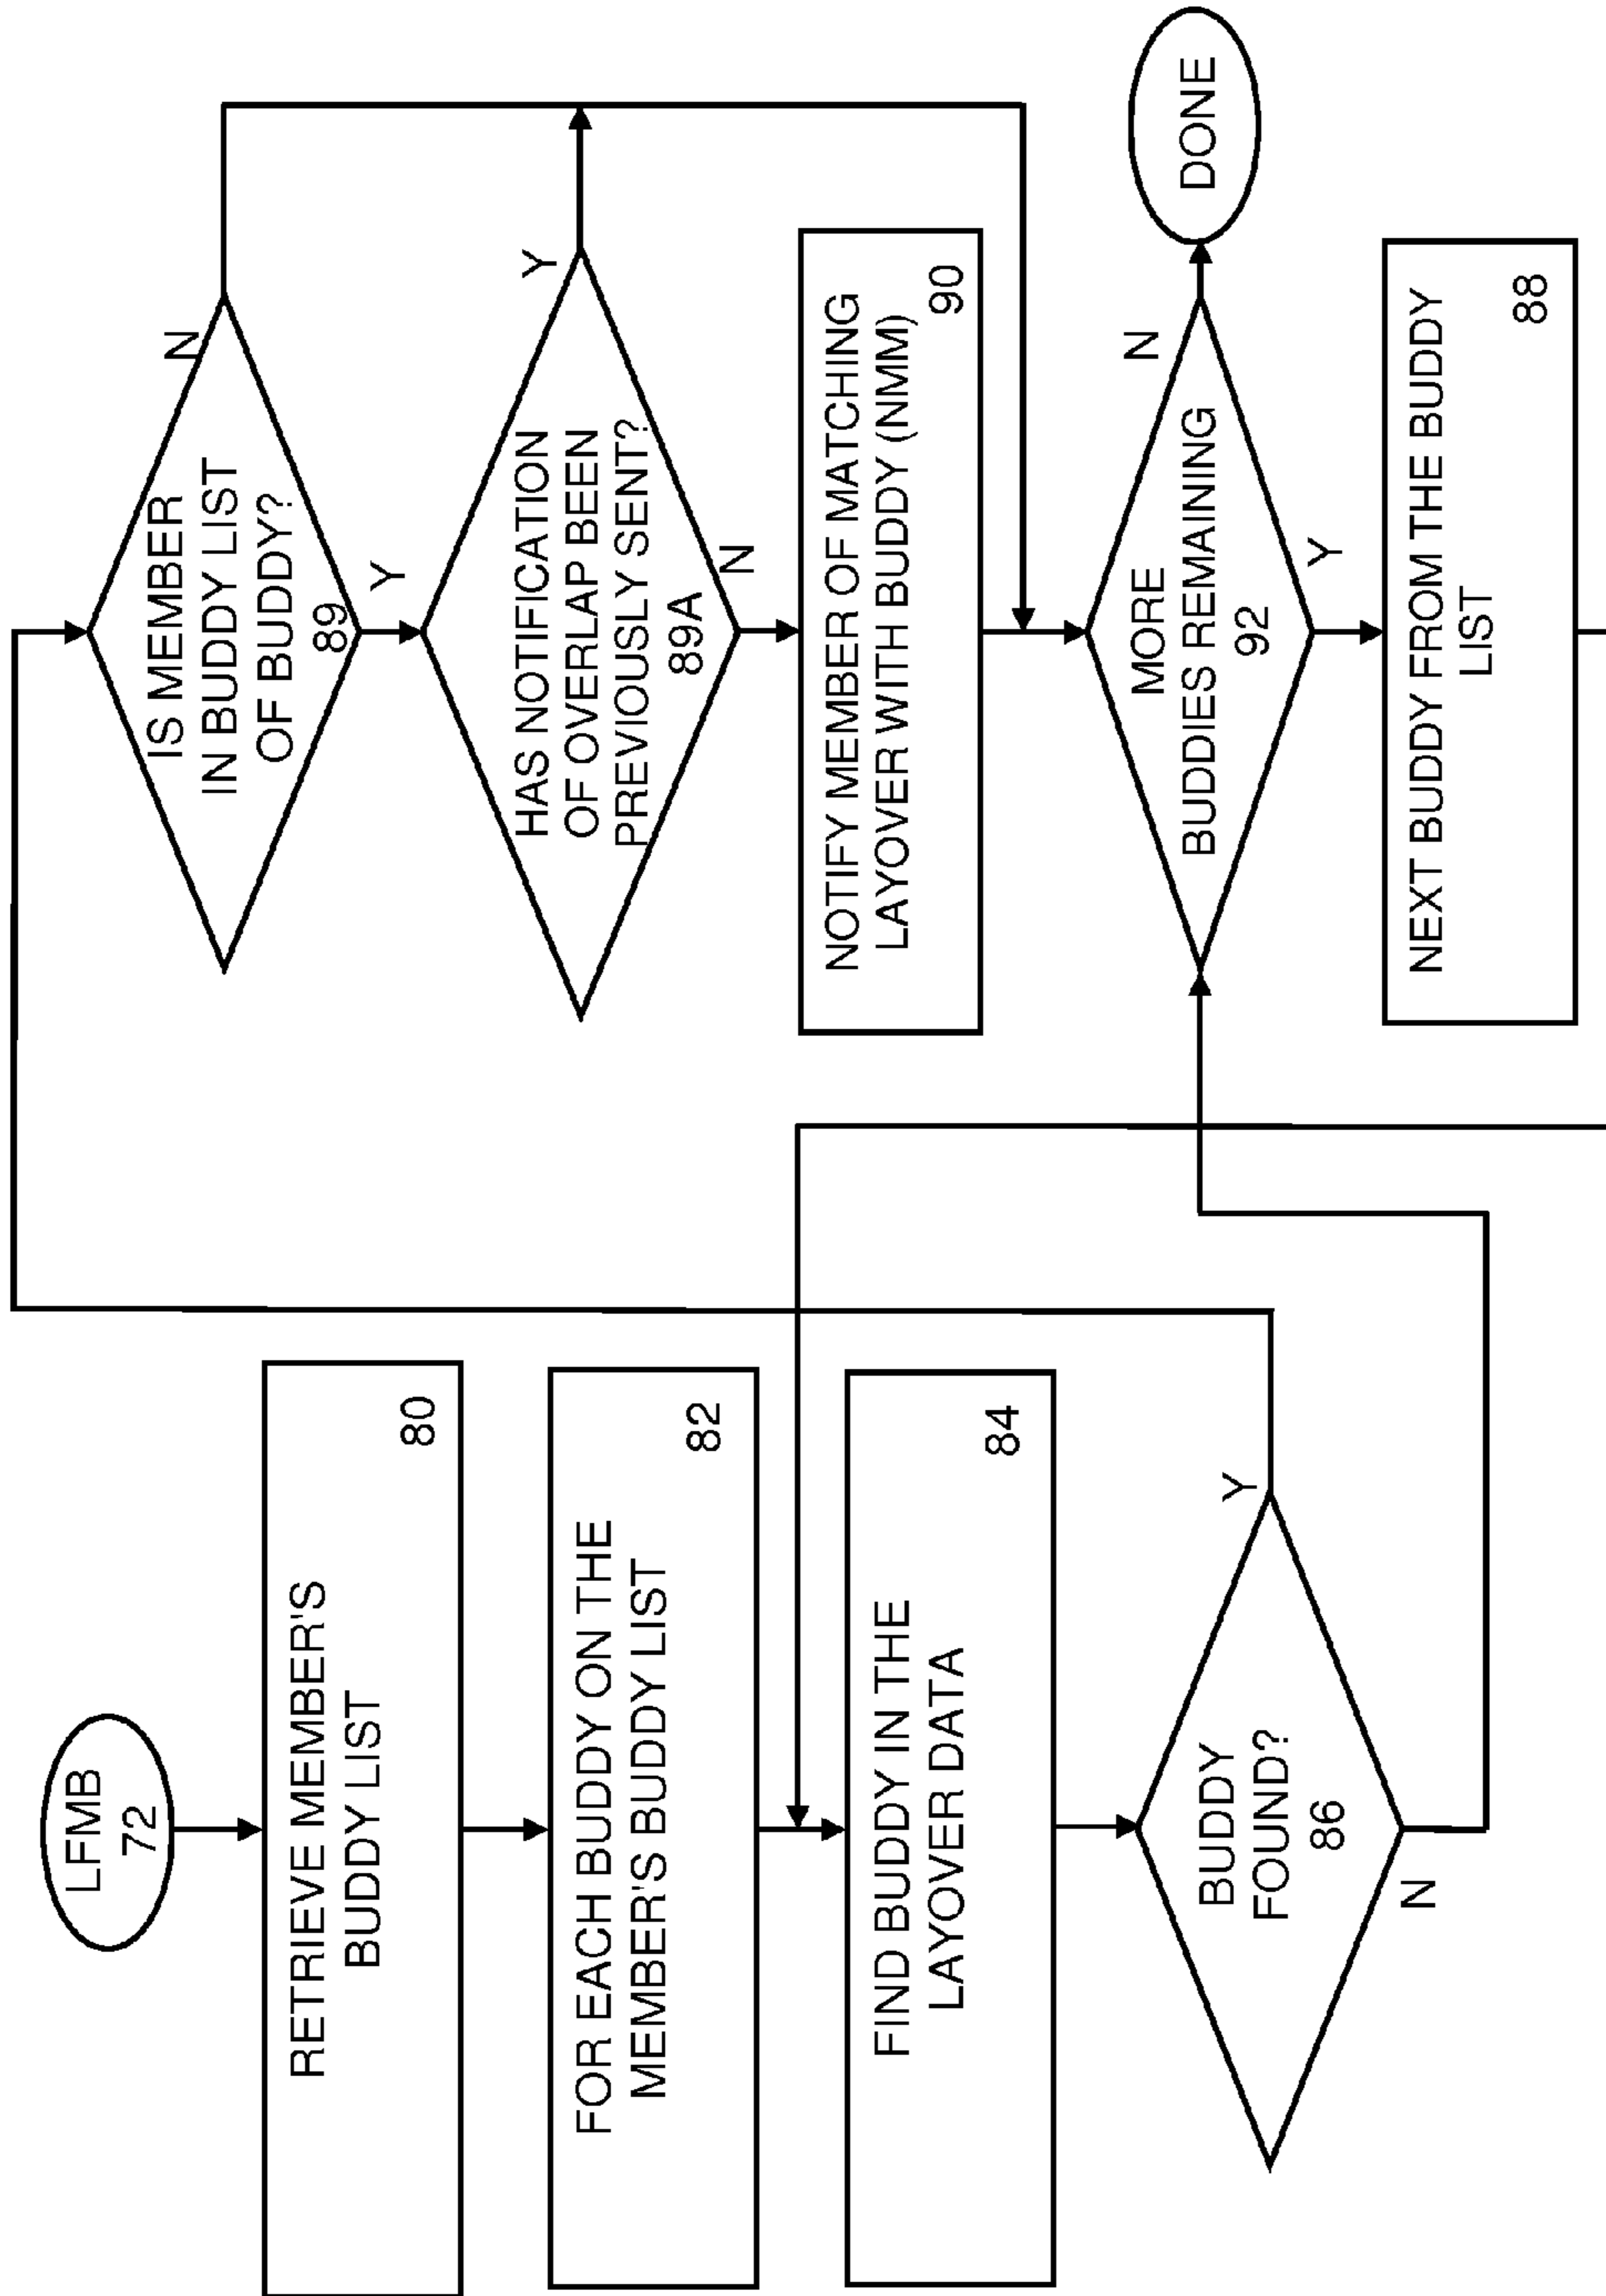 LFMB
72
RETRIEVE MEMBER'S
BUDDY LIST
80
FOR EACH BUDDY ON THE
MEMBER'S BUDDY LIST
82
FIND BUDDY IN THE
LAYOVER DATA
84
BUDDY
FOUND?
86
Y
N
IS MEMBER
IN BUDDY LIST
OF BUDDY?
89
N
Y
HAS NOTIFICATION
OF OVERLAP BEEN
PREVIOUSLY SENT?
89A
Y
N
NOTIFY MEMBER OF MATCHING
LAYOVER WITH BUDDY (NMM)
90
MORE
BUDDIES REMAINING
92
N
Y
DONE
NEXT BUDDY FROM THE BUDDY
LIST
88